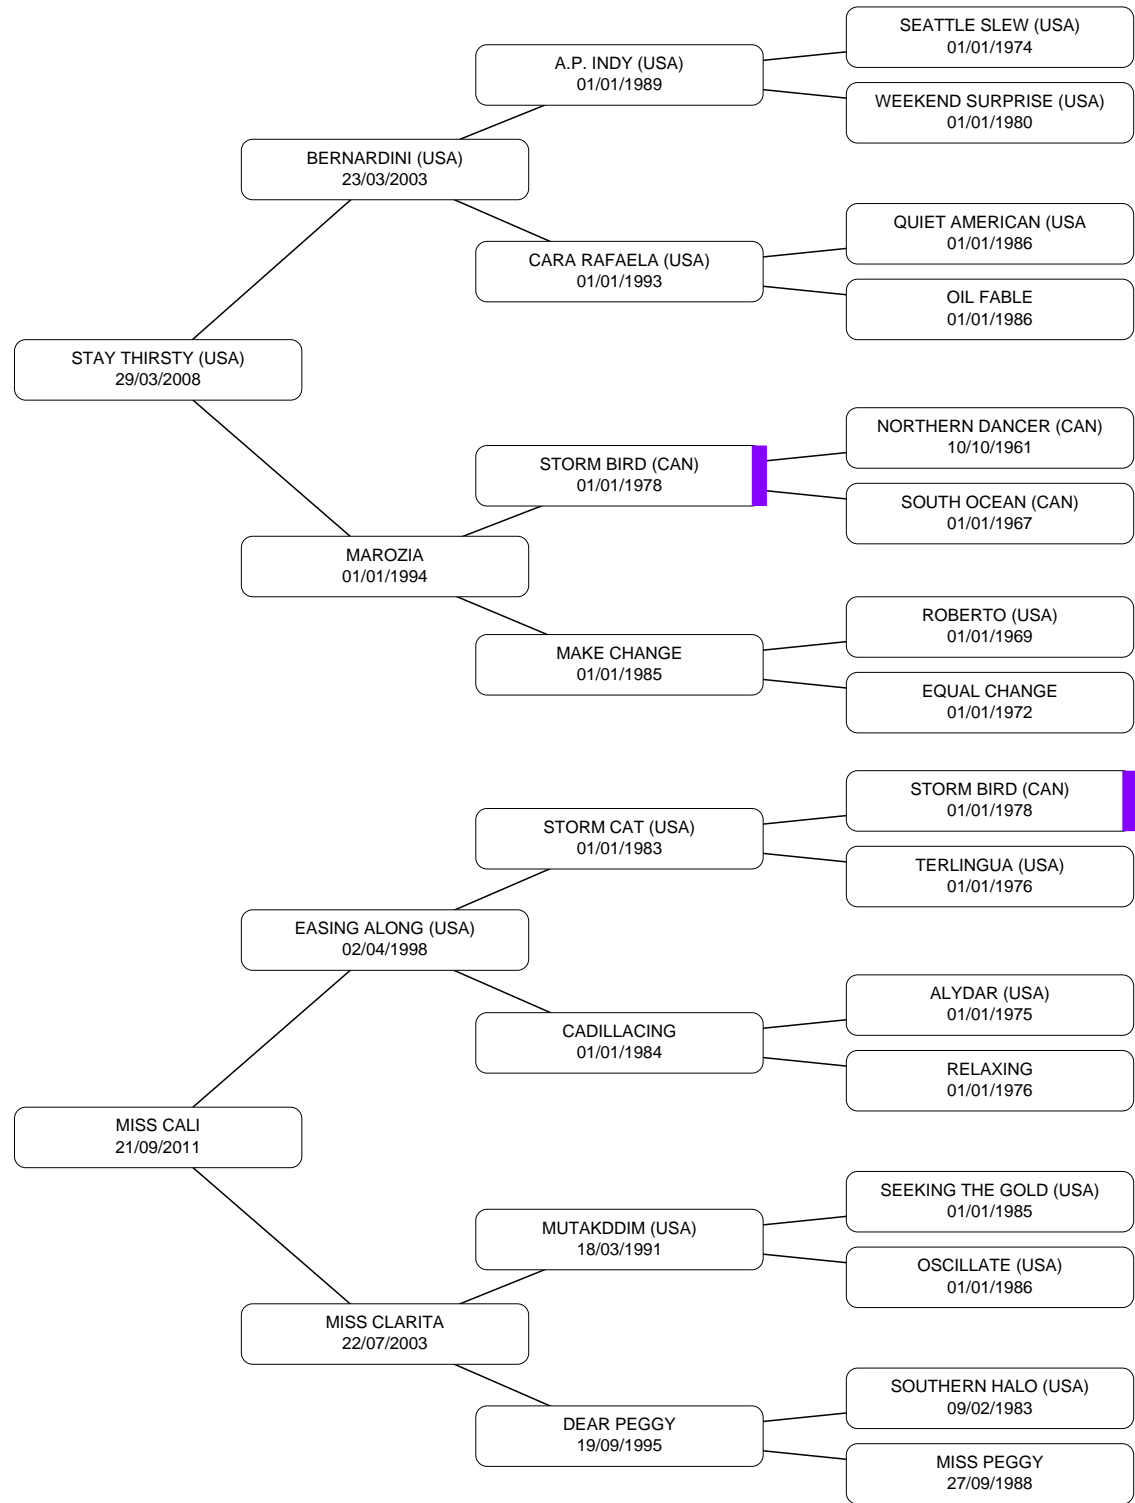 SEATTLE SLEW (USA)
01/01/1974
A.P. INDY (USA)
01/01/1989
WEEKEND SURPRISE (USA)
01/01/1980
BERNARDINI (USA)
23/03/2003
QUIET AMERICAN (USA
01/01/1986
CARA RAFAELA (USA)
01/01/1993
OIL FABLE
01/01/1986
STAY THIRSTY (USA)
29/03/2008
NORTHERN DANCER (CAN)
10/10/1961
STORM BIRD (CAN)
01/01/1978
SOUTH OCEAN (CAN)
01/01/1967
MAROZIA
01/01/1994
ROBERTO (USA)
01/01/1969
MAKE CHANGE
01/01/1985
EQUAL CHANGE
01/01/1972
STORM BIRD (CAN)
01/01/1978
STORM CAT (USA)
01/01/1983
TERLINGUA (USA)
01/01/1976
EASING ALONG (USA)
02/04/1998
ALYDAR (USA)
01/01/1975
CADILLACING
01/01/1984
RELAXING
01/01/1976
MISS CALI
21/09/2011
SEEKING THE GOLD (USA)
01/01/1985
MUTAKDDIM (USA)
18/03/1991
OSCILLATE (USA)
01/01/1986
MISS CLARITA
22/07/2003
SOUTHERN HALO (USA)
09/02/1983
DEAR PEGGY
19/09/1995
MISS PEGGY
27/09/1988